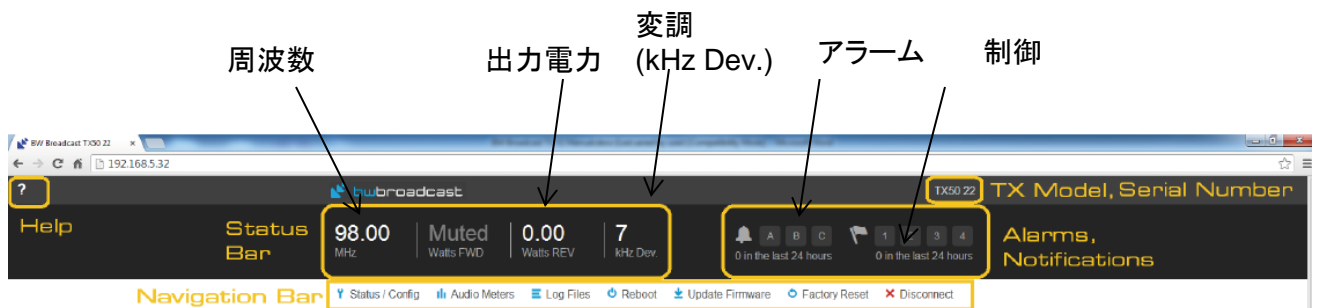 変調
周波数 出力電力 (kHz Dev.) アラーム 制御
BW Broadcast TX50 22
192.168.5.32
? bwbroadcast TX50 22 TX Model, Serial Number
Help Status Bar 98.00 Muted 0.00 7 A B C 1 2 3 4 Alarms, Notifications
MHz Watts FWD Watts REV kHz Dev. 0 in the last 24 hours 0 in the last 24 hours
Navigation Bar Status / Config Audio Meters Log Files Reboot Update Firmware Factory Reset Disconnect